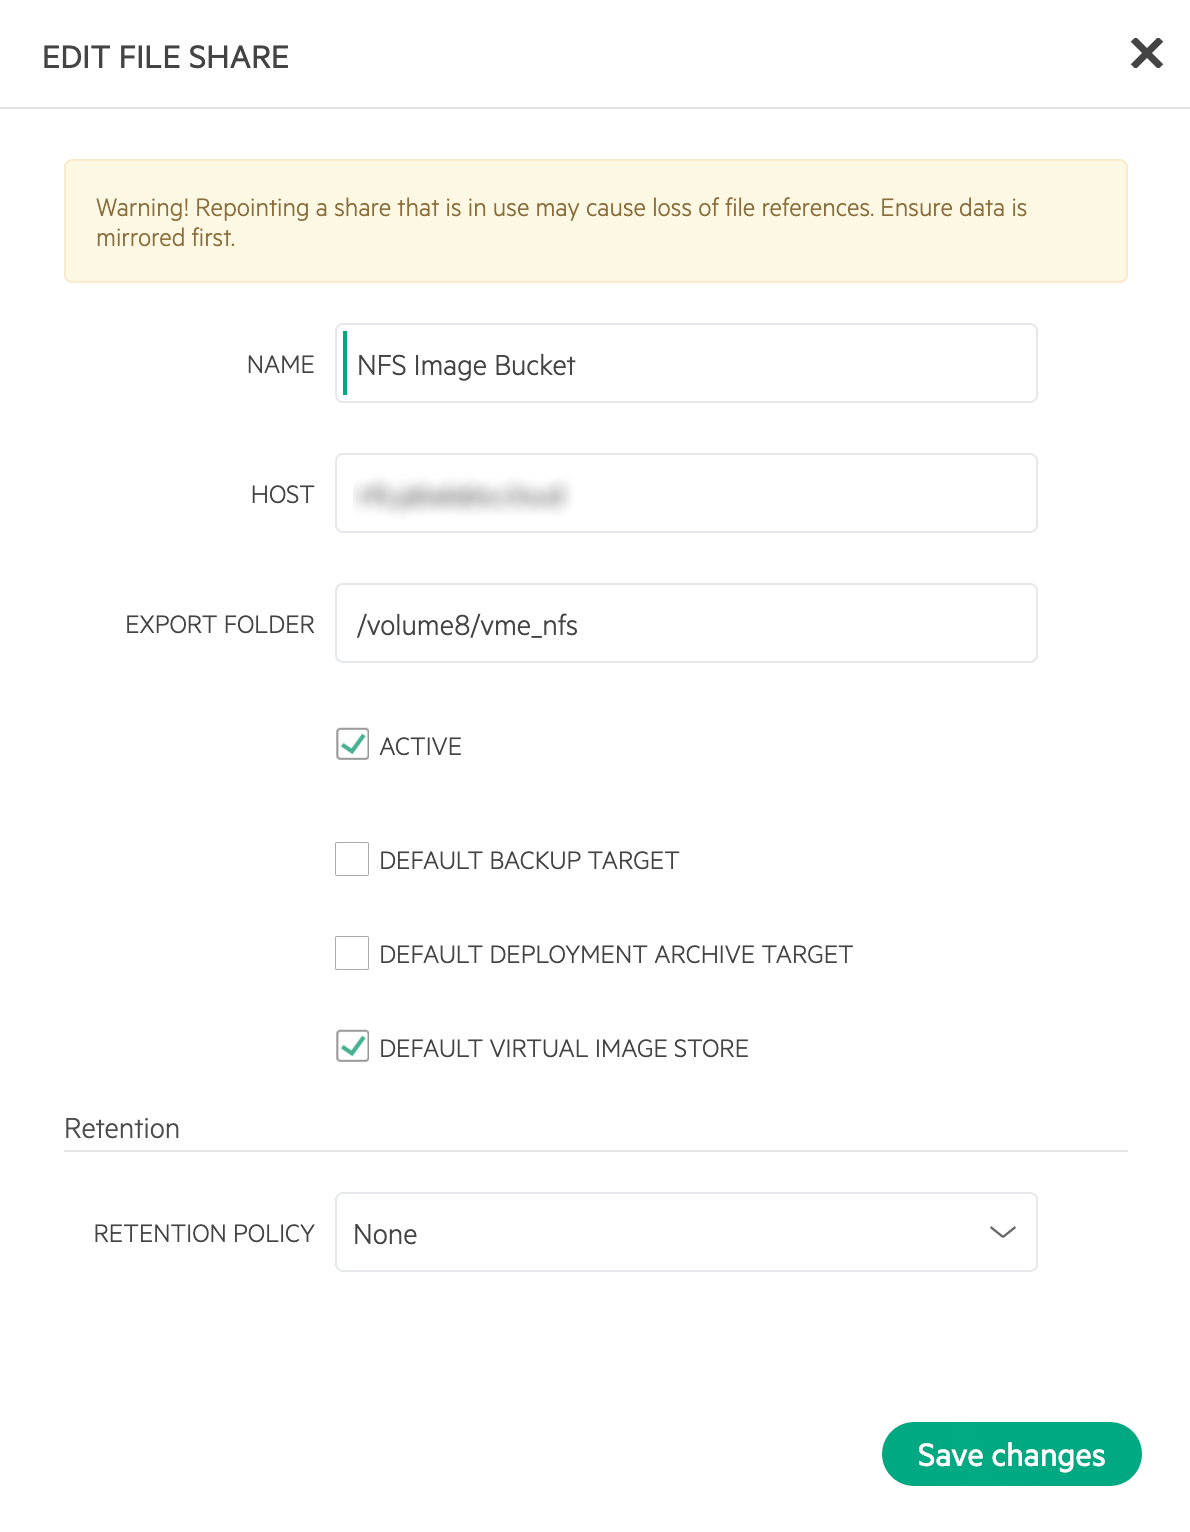 EDIT FILE SHARE
Warning! Repointing a share that is in use may cause loss of file references. Ensure data is
mirrored first.
NAME
NFS Image Bucket
HOST
EXPORT FOLDER
/volume8/vme_nfs
ACTIVE
DEFAULT BACKUP TARGET
DEFAULT DEPLOYMENT ARCHIVE TARGET
DEFAULT VIRTUAL IMAGE STORE
Retention
RETENTION POLICY
None
Save changes